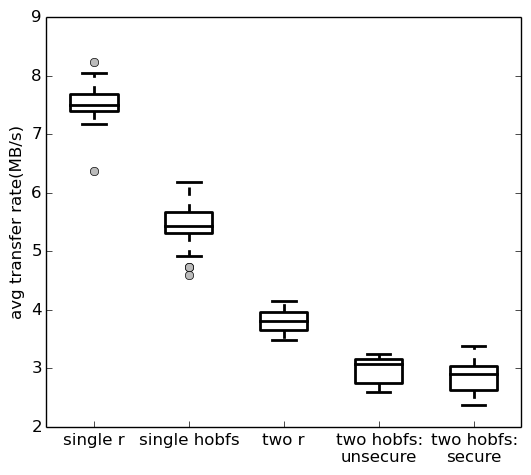 9
8
7
6
5
4
3
2
avg transfer rate(MB/s)
single r
single hobfs
two r
two hobfs:
unsecure
two hobfs:
secure